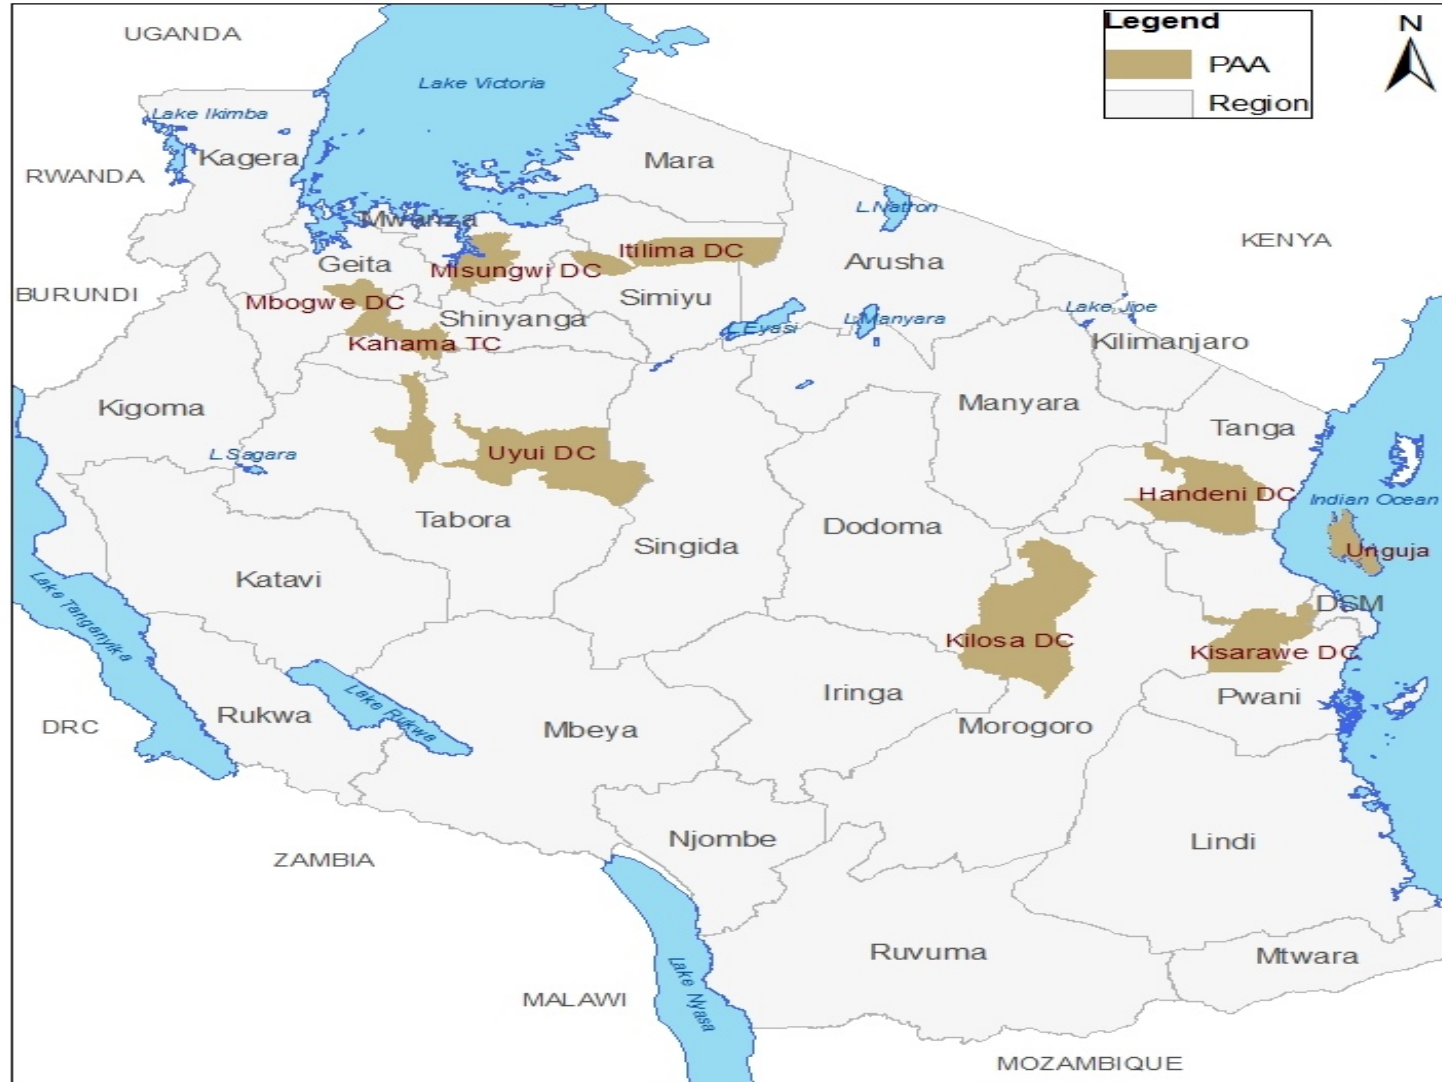 UGANDA
Legend
N
PAA
Region
Lake Victoria
Lake Ikimba
Kagera
Mara
RWANDA
L.Natron
Mwanza
KENYA
Itilima DC
Arusha
Geita
Misungwi DC
BURUNDI
Mbogwe DC
Simiyu
Lake Jipe
Shinyanga
L.Manyara
L.Eyasi
Kahama TC
Kilimanjaro
Kigoma
Manyara
Tanga
L.Sagara
Uyui DC
Handeni DC
Indian Ocean
Tabora
Dodoma
Singida
Unguja
Katavi
DSM
Lake Tanganyika
Kilosa DC
Kisarawe DC
Iringa
Pwani
Lake Rukwa
Rukwa
DRC
Mbeya
Morogoro
Njombe
Lindi
ZAMBIA
Ruvuma
Mtwara
Lake Nyasa
MALAWI
MOZAMBIQUE